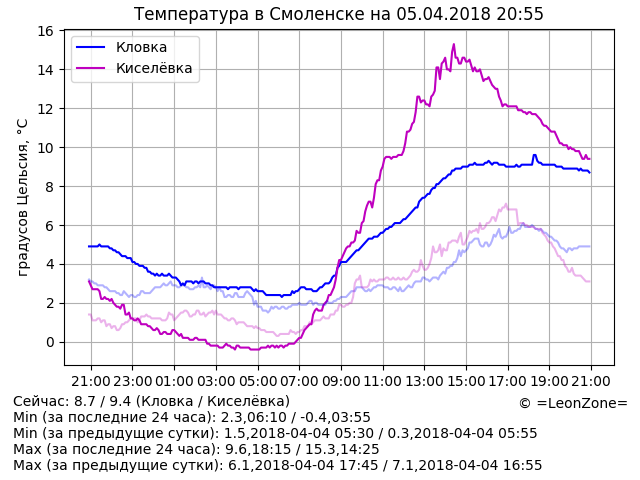 Температура в Смоленске на 05.04.2018 20:55
градусов Цельсия, °C
16
14
12
10
8
6
4
2
0
Кловка
Киселёвка
21:00 23:00 01:00 03:00 05:00 07:00 09:00 11:00 13:00 15:00 17:00 19:00 21:00
Сейчас: 8.7 / 9.4 (Кловка / Киселёвка)
© =LeonZone=
Min (за последние 24 часа): 2.3,06:10 / -0.4,03:55
Min (за предыдущие сутки): 1.5,2018-04-04 05:30 / 0.3,2018-04-04 05:55
Max (за последние 24 часа): 9.6,18:15 / 15.3,14:25
Max (за предыдущие сутки): 6.1,2018-04-04 17:45 / 7.1,2018-04-04 16:55